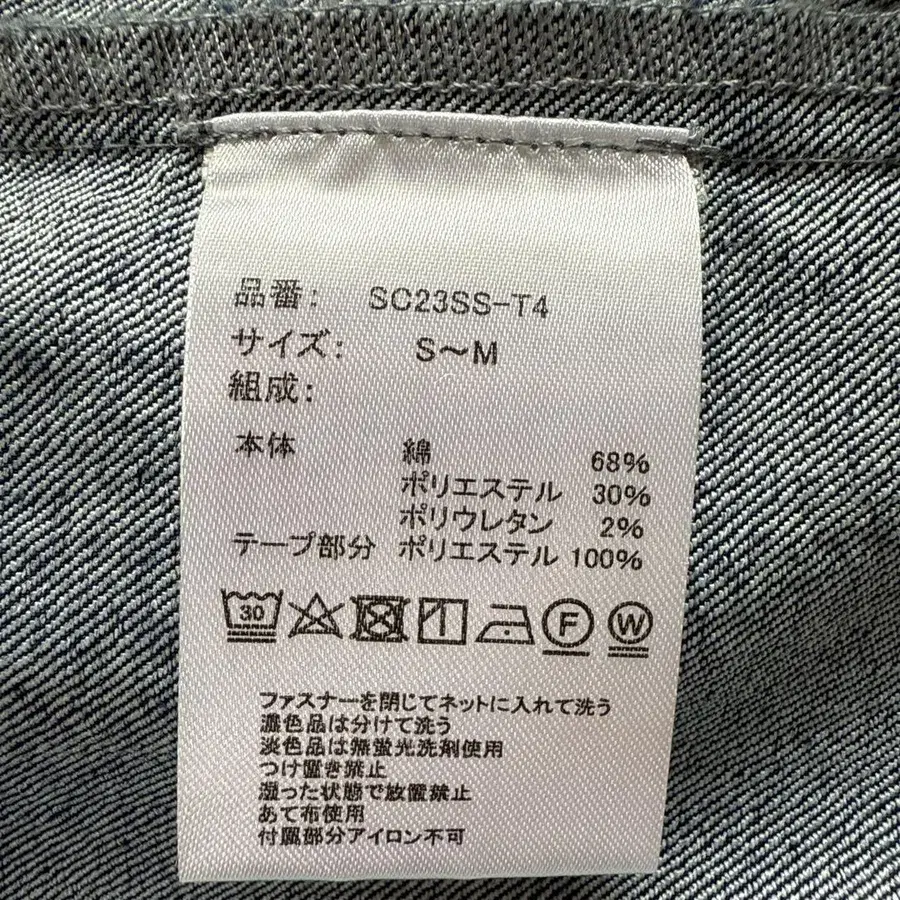 品番: SC23SS-T4
サイズ: S〜M
組成:
本体 綿 68%
ポリエステル 30%
ポリウレタン 2%
テープ部分 ポリエステル 100%
30 F W
ファスナーを閉じてネットに入れて洗う
濃色品は分けて洗う
淡色品は無蛍光洗剤使用
つけ置き禁止
湿った状態で放置禁止
あて布使用
付属部分アイロン不可